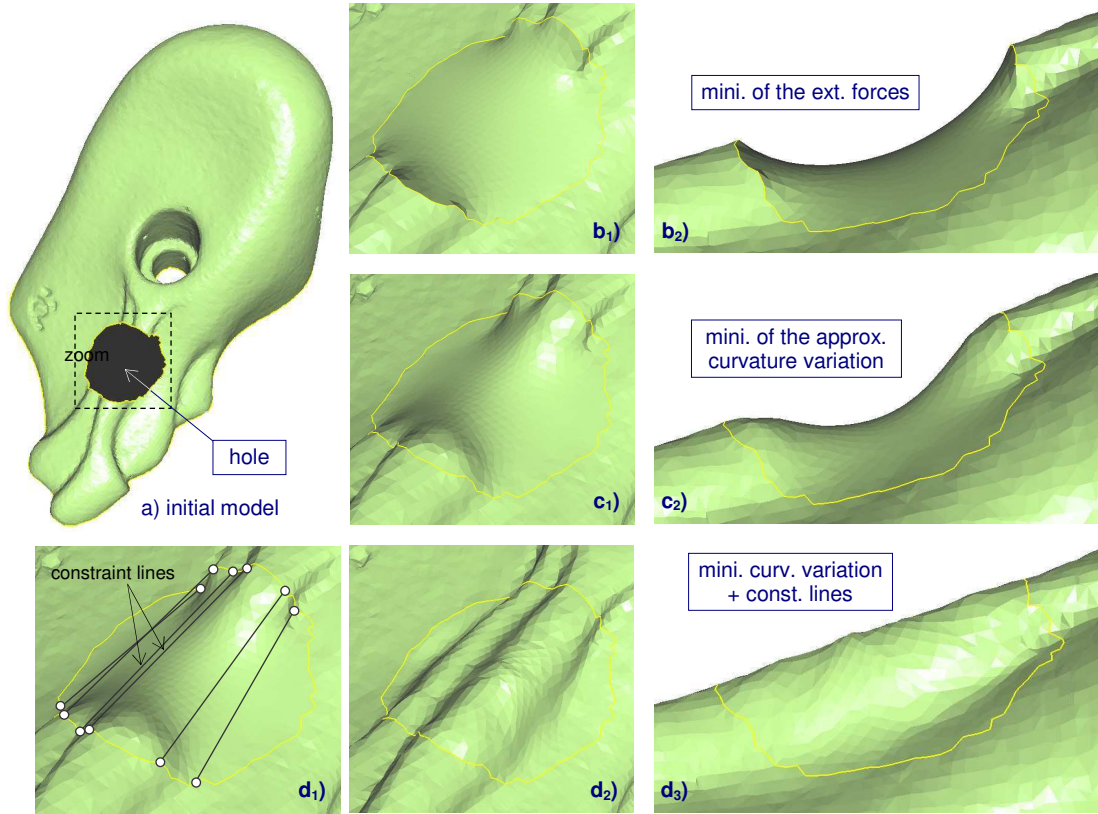 zoom
hole
a) initial model
b1)
mini. of the ext. forces
b2)
c1)
mini. of the approx.
curvature variation
c2)
constraint lines
d1)
d2)
mini. curv. variation
+ const. lines
d3)